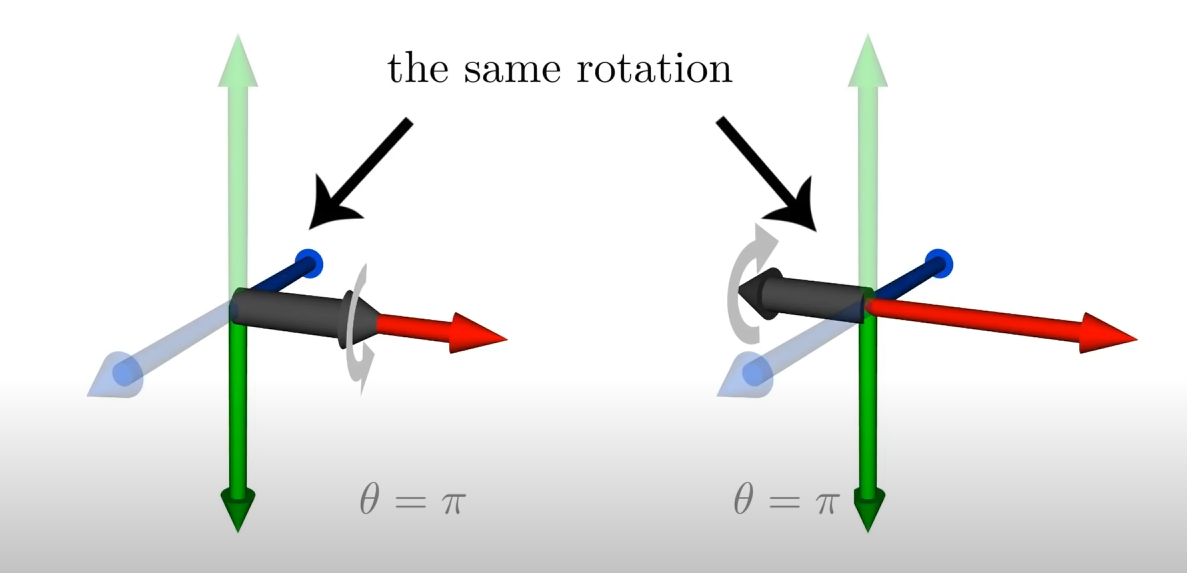 the same rotation
θ = π
θ = π